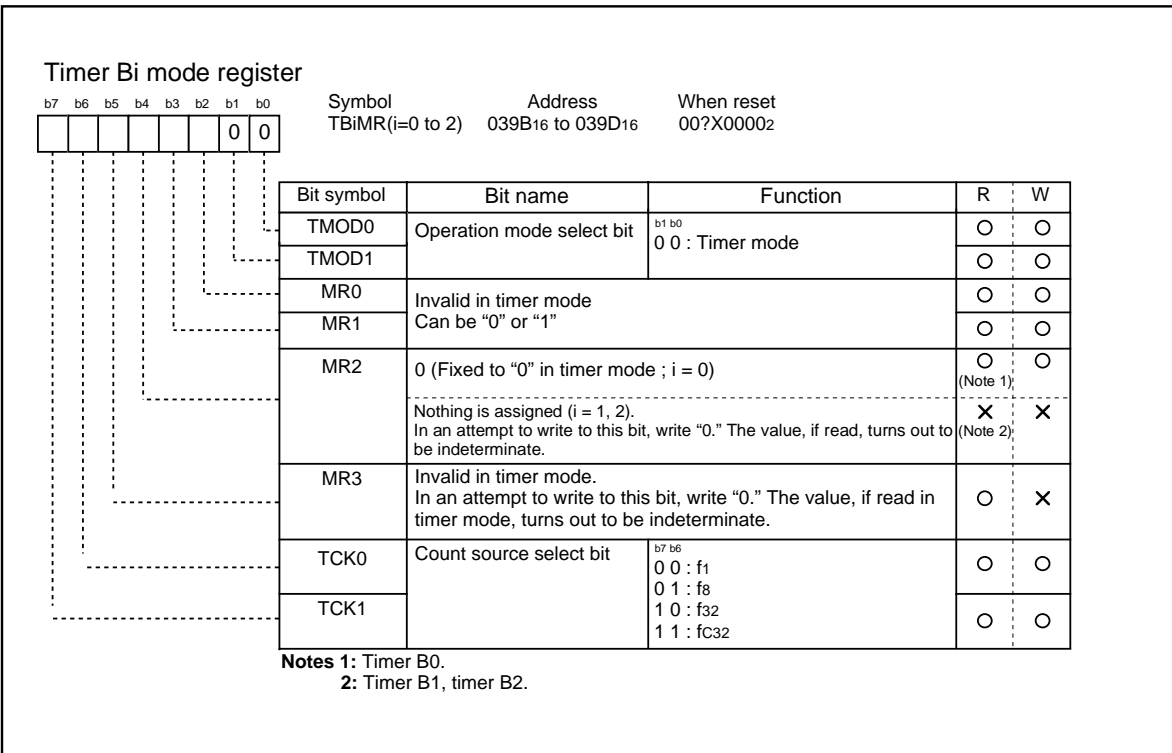 Timer Bi mode register
b7 b6 b5 b4 b3 b2 b1 b0
0 0
Symbol Address When reset
TBiMR(i=0 to 2) 039B16 to 039D16 00?X00002
Bit symbol Bit name Function R W
TMOD0 Operation mode select bit b1 b0
0 0 : Timer mode
TMOD1
MR0 Invalid in timer mode
MR1 Can be “0” or “1”
MR2 0 (Fixed to “0” in timer mode ; i = 0)
(Note 1)
Nothing is assigned (i = 1, 2).
In an attempt to write to this bit, write “0.” The value, if read, turns out to (Note 2)
be indeterminate.
MR3 Invalid in timer mode.
In an attempt to write to this bit, write “0.” The value, if read in
timer mode, turns out to be indeterminate.
TCK0 Count source select bit b7 b6
0 0 : f1
0 1 : f8
TCK1 1 0 : f32
1 1 : fC32
Notes 1: Timer B0.
2: Timer B1, timer B2.